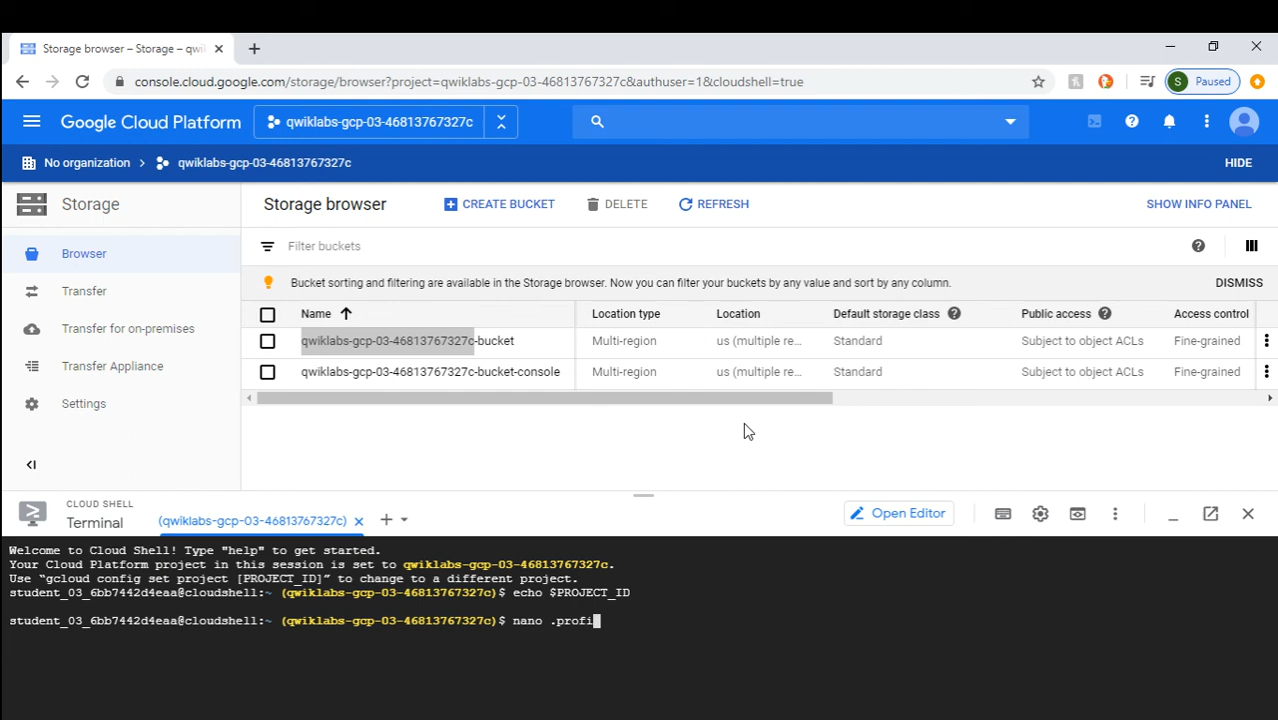 Storage browser – Storage – qwi
console.cloud.google.com/storage/browser?project=qwiklabs-gcp-03-46813767327c&authuser=1&cloudshell=true
S Paused
Google Cloud Platform
qwiklabs-gcp-03-46813767327c
No organization
qwiklabs-gcp-03-46813767327c
HIDE
Storage
Storage browser
CREATE BUCKET
DELETE
REFRESH
SHOW INFO PANEL
Browser
Filter buckets
Transfer
Bucket sorting and filtering are available in the Storage browser. Now you can filter your buckets by any value and sort by any column.
DISMISS
Name Location type Location Default storage class Public access Access control
Transfer for on-premises
qwiklabs-gcp-03-46813767327c-bucket Multi-region us (multiple re... Standard Subject to object ACLs Fine-grained
Transfer Appliance
qwiklabs-gcp-03-46813767327c-bucket-console Multi-region us (multiple re... Standard Subject to object ACLs Fine-grained
Settings
CLOUD SHELL
Terminal
(qwiklabs-gcp-03-46813767327c)
Open Editor
Welcome to Cloud Shell! Type "help" to get started.
Your Cloud Platform project in this session is set to qwiklabs-gcp-03-46813767327c.
Use “gcloud config set project [PROJECT_ID]” to change to a different project.
student_03_6bb7442d4eaa@cloudshell:~ (qwiklabs-gcp-03-46813767327c)$ echo $PROJECT_ID
student_03_6bb7442d4eaa@cloudshell:~ (qwiklabs-gcp-03-46813767327c)$ nano .profi